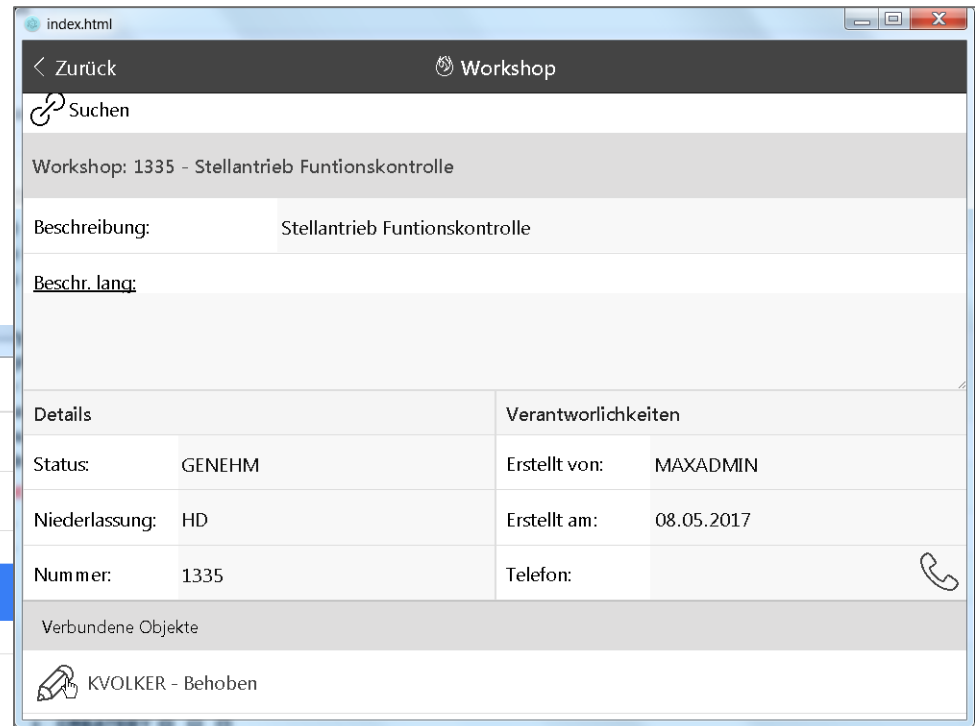 index.html
Zurück
Workshop
Suchen
Workshop: 1335 - Stellantrieb Funtionskontrolle
Beschreibung: Stellantrieb Funtionskontrolle
Beschr. lang:
Details Verantworlichkeiten
Status: GENEHM Erstellt von: MAXADMIN
Niederlassung: HD Erstellt am: 08.05.2017
Nummer: 1335 Telefon:
Verbundene Objekte
KVOLKER - Behoben